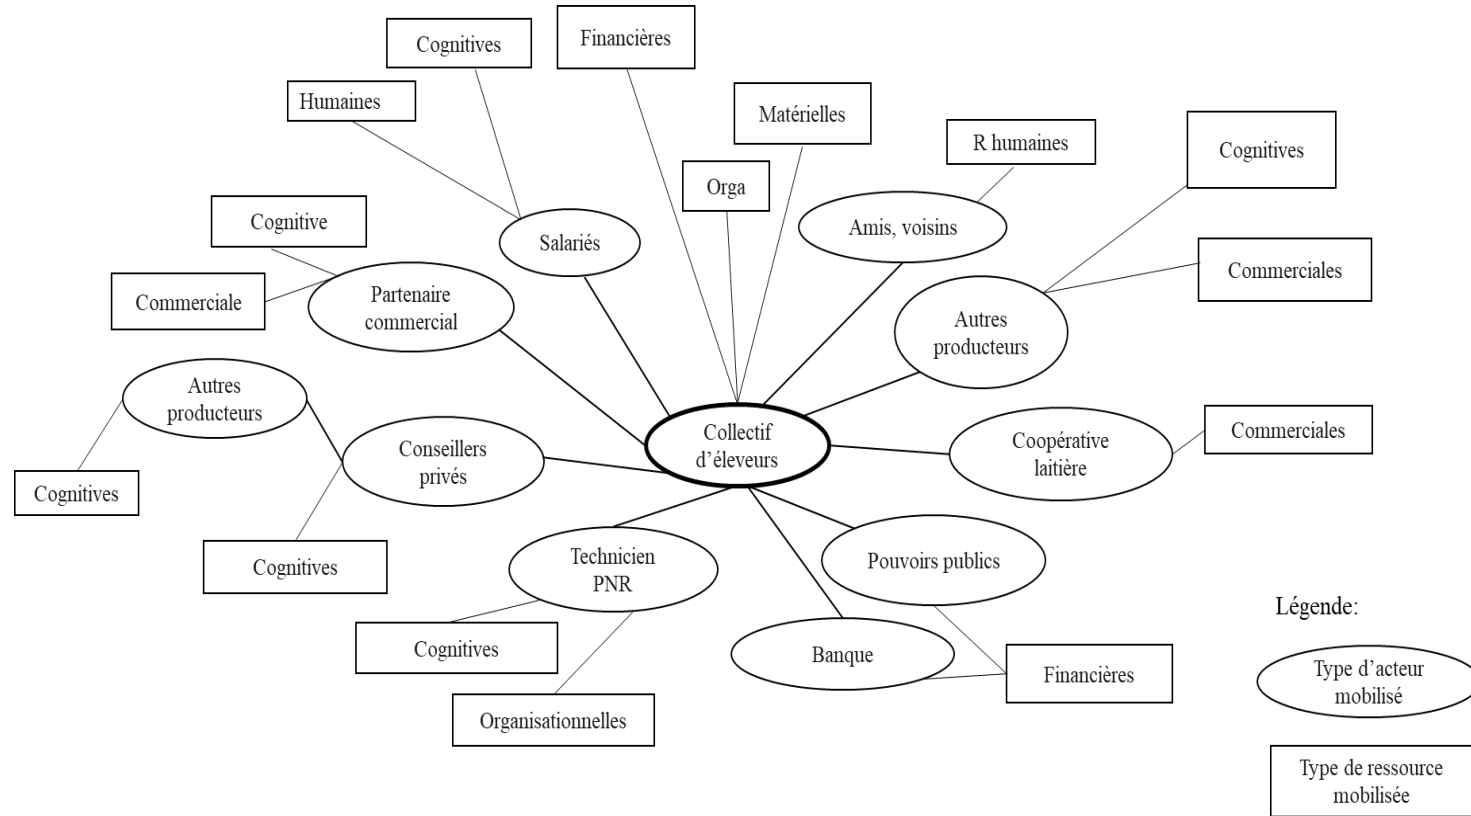 Financières
Cognitives
Humaines
Matérielles
R humaines
Cognitives
Orga
Cognitive
Salariés
Amis, voisins
Commerciales
Commerciale
Partenaire
commercial
Autres
producteurs
Autres
producteurs
Collectif
d’éleveurs
Coopérative
laitière
Commerciales
Conseillers
privés
Cognitives
Cognitives
Technicien
PNR
Pouvoirs publics
Légende:
Cognitives
Banque
Financières
Type d’acteur
mobilisé
Organisationnelles
Type de ressource
mobilisée